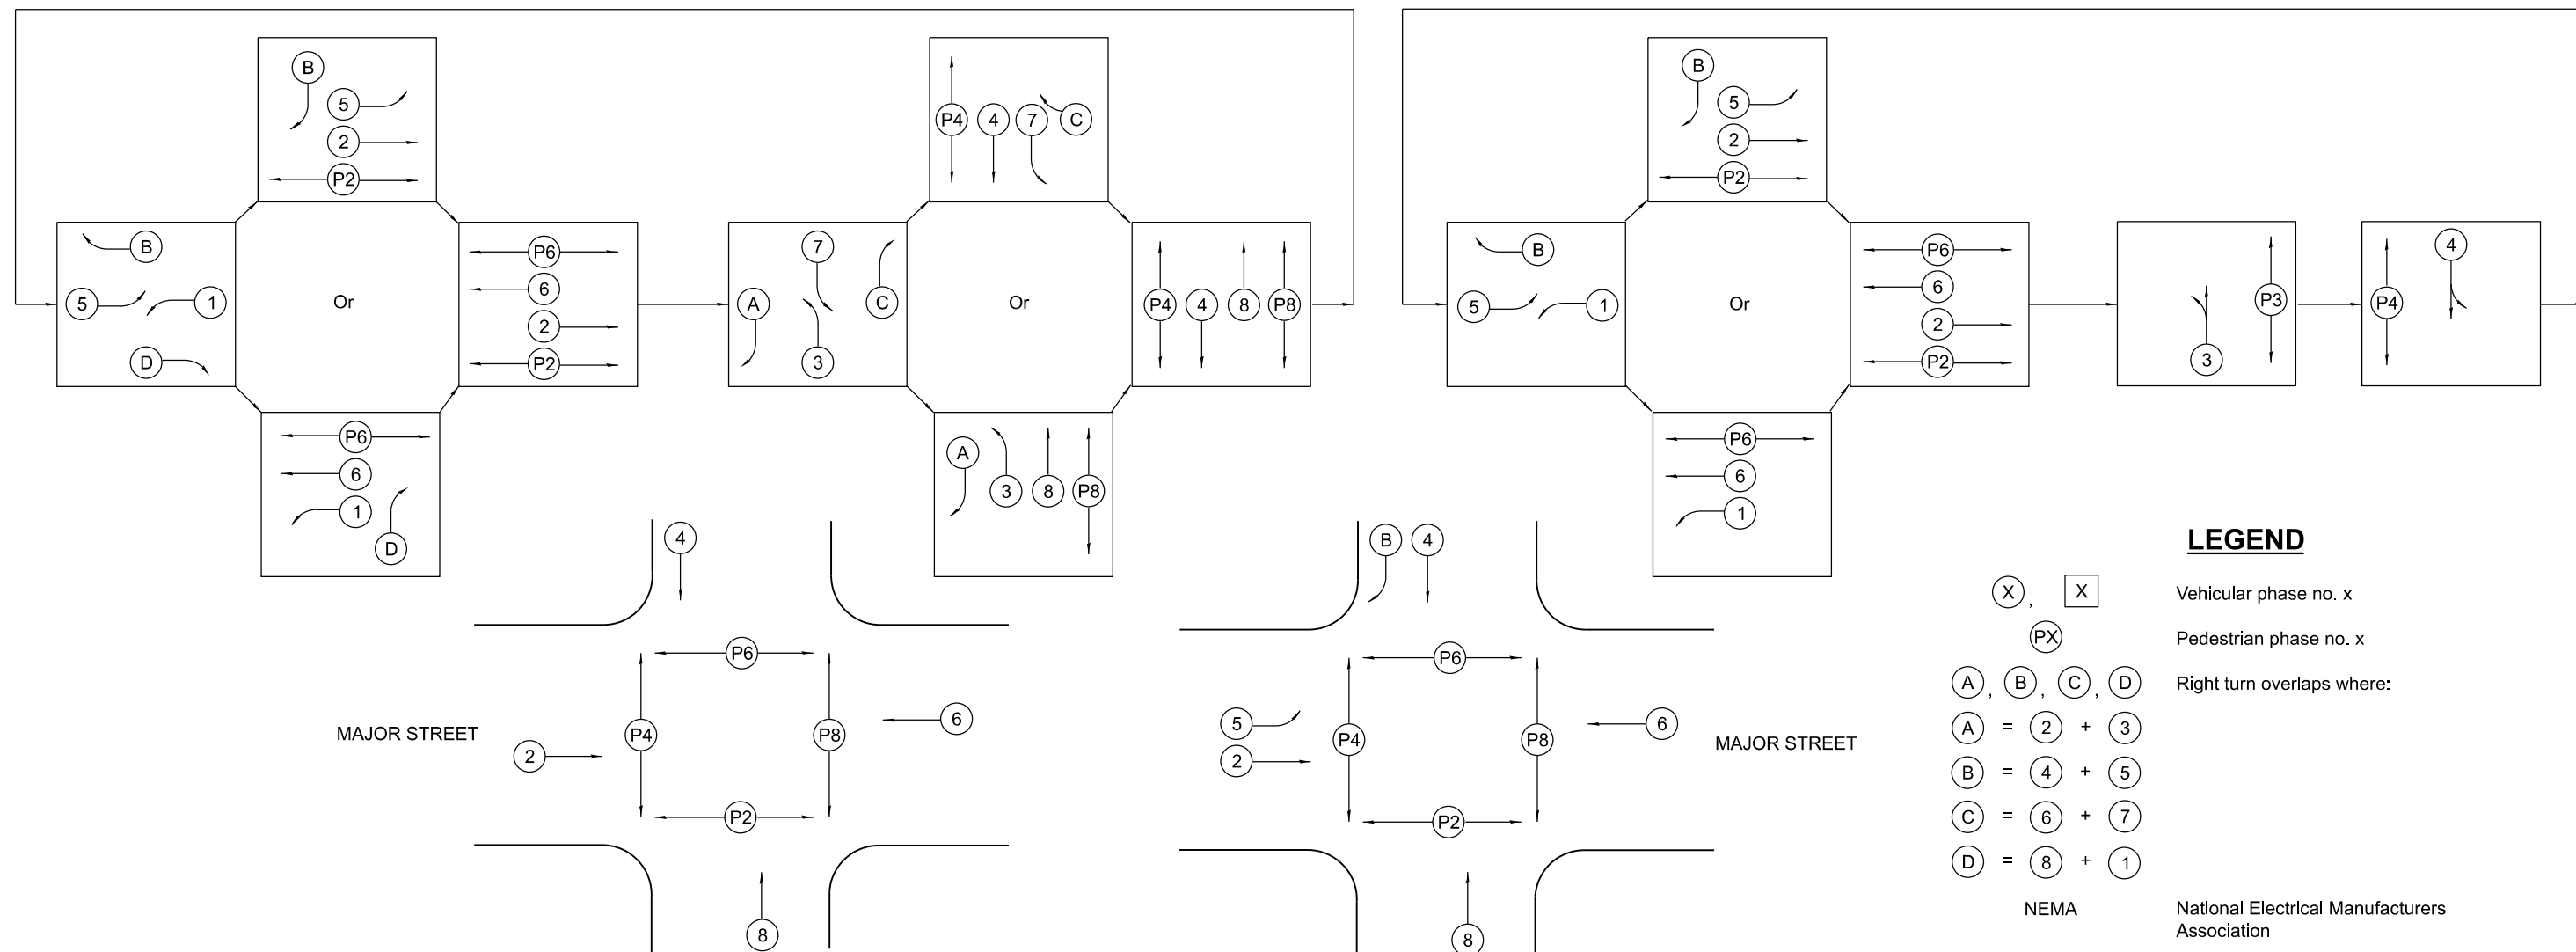 B
5
2
P2
B
5
1
D
Or
P6
6
2
P2
P6
6
1
D
P4
4
7
C
A
7
3
C
Or
P4
4
8
P8
A
3
8
P8
B
5
2
P2
B
5
1
Or
P6
6
2
P2
P6
6
1
3
P3
P4
4
4
P6
MAJOR STREET
2
P4
P8
6
P2
8
B
4
P6
5
2
P4
P8
6
MAJOR STREET
P2
8
LEGEND
X , X Vehicular phase no. x
PX Pedestrian phase no. x
A , B , C , D Right turn overlaps where:
A = 2 + 3
B = 4 + 5
C = 6 + 7
D = 8 + 1
NEMA National Electrical Manufacturers
Association